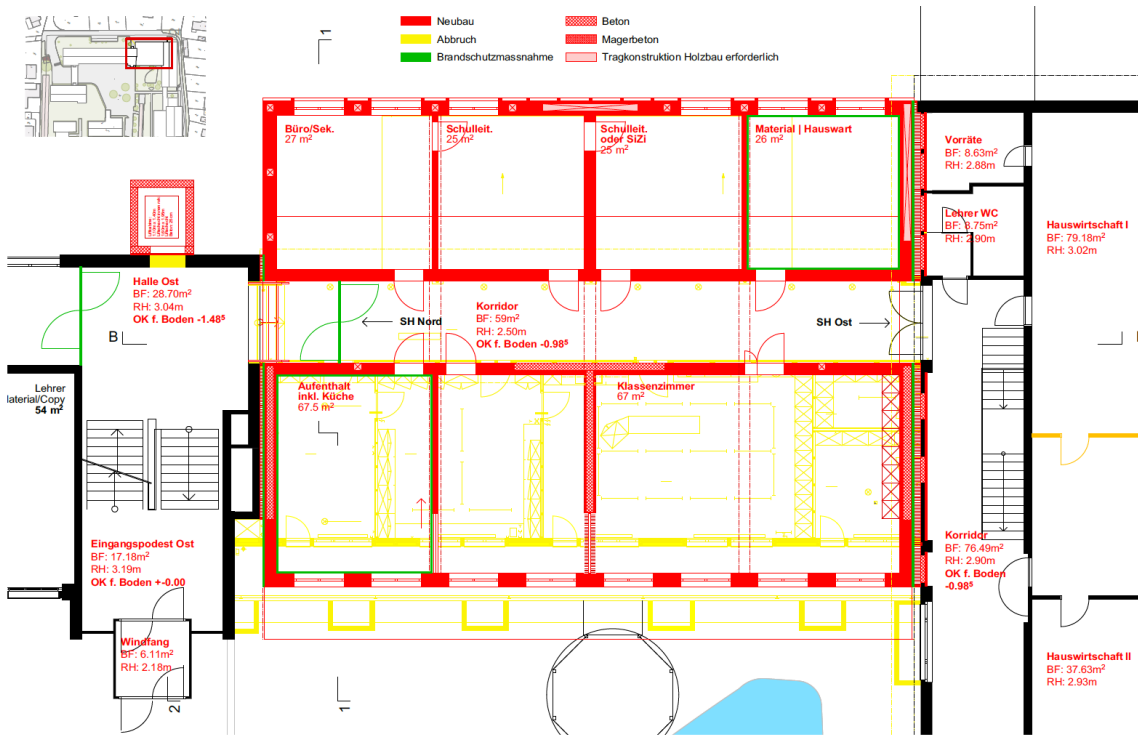 Neubau
Abbruch
Brandschutzmassnahme
Beton
Magerbeton
Tragkonstruktion Holzbau erforderlich
1
Büro/Sek.
27 m²
Schulleit.
25 m²
Schulleit.
oder SiZi
25 m²
Material | Hauswart
26 m²
Vorräte
BF: 8.63m²
RH: 2.88m
Lehrer WC
BF: 8.75m²
RH: 2.90m
Hauswirtschaft I
BF: 79.18m²
RH: 3.02m
Halle Ost
BF: 28.70m²
RH: 3.04m
OK f. Boden -1.48⁵
B
SH Nord
Korridor
BF: 59m²
RH: 2.50m
OK f. Boden -0.98⁵
SH Ost
Lehrer
Material/Copy
54 m²
Aufenthalt
inkl. Küche
67.5 m²
Klassenzimmer
67 m²
Eingangspodest Ost
BF: 17.18m²
RH: 3.19m
OK f. Boden +-0.00
Korridor
BF: 76.49m²
RH: 2.90m
OK f. Boden
-0.98⁵
Windfang
BF: 6.11m²
RH: 2.18m
Hauswirtschaft II
BF: 37.63m²
RH: 2.93m
2
1